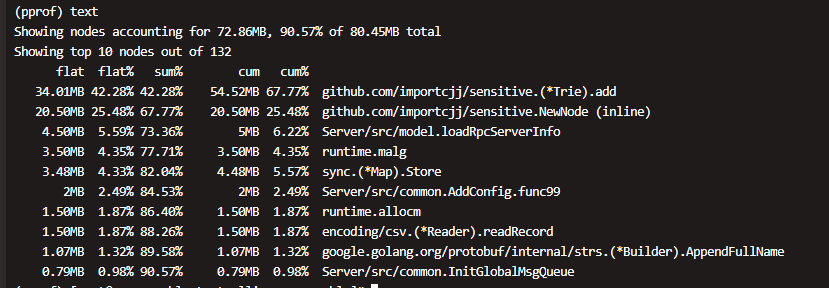 (pprof) text
Showing nodes accounting for 72.86MB, 90.57% of 80.45MB total
Showing top 10 nodes out of 132
flat flat% sum% cum cum%
34.01MB 42.28% 42.28% 54.52MB 67.77% github.com/importcjj/sensitive.(*Trie).add
20.50MB 25.48% 67.77% 20.50MB 25.48% github.com/importcjj/sensitive.NewNode (inline)
4.50MB 5.59% 73.36% 5MB 6.22% Server/src/model.loadRpcServerInfo
3.50MB 4.35% 77.71% 3.50MB 4.35% runtime.malg
3.48MB 4.33% 82.04% 4.48MB 5.57% sync.(*Map).Store
2MB 2.49% 84.53% 2MB 2.49% Server/src/common.AddConfig.func99
1.50MB 1.87% 86.40% 1.50MB 1.87% runtime.allocm
1.50MB 1.87% 88.26% 1.50MB 1.87% encoding/csv.(*Reader).readRecord
1.07MB 1.32% 89.58% 1.07MB 1.32% google.golang.org/protobuf/internal/strs.(*Builder).AppendFullName
0.79MB 0.98% 90.57% 0.79MB 0.98% Server/src/common.InitGlobalMsgQueue